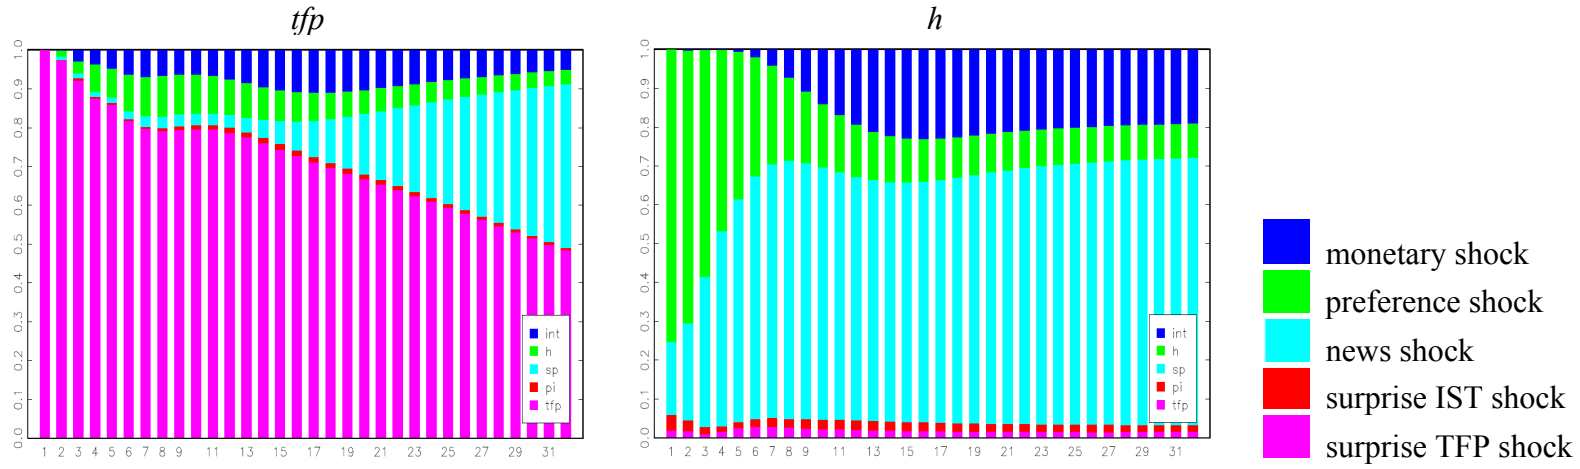 tfp
h
1.0
0.9
0.8
0.7
0.6
0.5
0.4
0.3
0.2
0.1
0.0
int
h
sp
pi
tfp
1 2 3 4 5 6 7 8 9 11 13 15 17 19 21 23 25 27 29 31
1.0
0.9
0.8
0.7
0.6
0.5
0.4
0.3
0.2
0.1
0.0
int
h
sp
pi
tfp
1 2 3 4 5 6 7 8 9 11 13 15 17 19 21 23 25 27 29 31
monetary shock
preference shock
news shock
surprise IST shock
surprise TFP shock